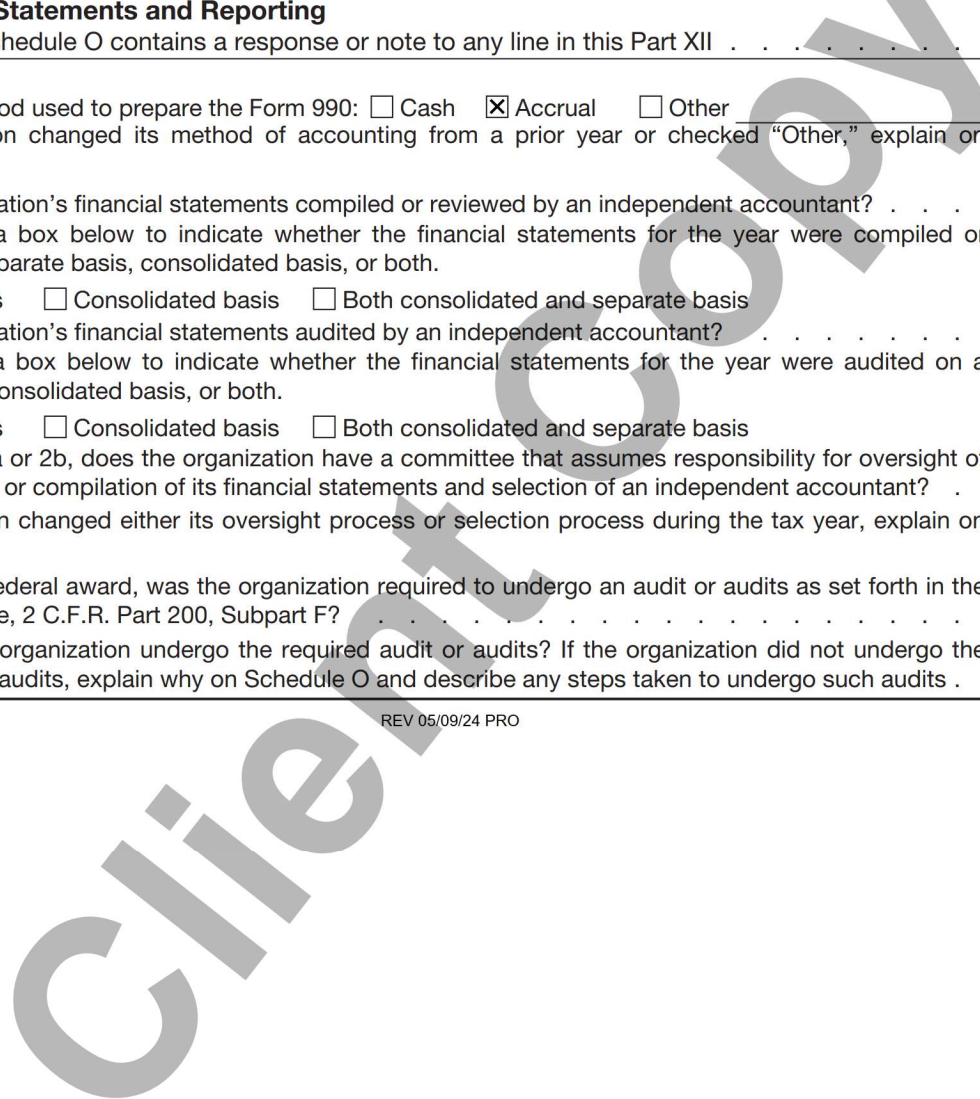 Statements and Reporting
hedule O contains a response or note to any line in this Part XII . . . . . . . .
od used to prepare the Form 990: ☐ Cash ☒ Accrual ☐ Other
on changed its method of accounting from a prior year or checked “Other,” explain on
ation’s financial statements compiled or reviewed by an independent accountant? . . .
a box below to indicate whether the financial statements for the year were compiled or
parate basis, consolidated basis, or both.
s ☐ Consolidated basis ☐ Both consolidated and separate basis
ation’s financial statements audited by an independent accountant? . . . . . . .
a box below to indicate whether the financial statements for the year were audited on a
onsolidated basis, or both.
s ☐ Consolidated basis ☐ Both consolidated and separate basis
a or 2b, does the organization have a committee that assumes responsibility for oversight of
or compilation of its financial statements and selection of an independent accountant? .
n changed either its oversight process or selection process during the tax year, explain on
ederal award, was the organization required to undergo an audit or audits as set forth in the
e, 2 C.F.R. Part 200, Subpart F? . . . . . . . . . . . . . . . . . . .
organization undergo the required audit or audits? If the organization did not undergo the
audits, explain why on Schedule O and describe any steps taken to undergo such audits .
REV 05/09/24 PRO
Client Copy